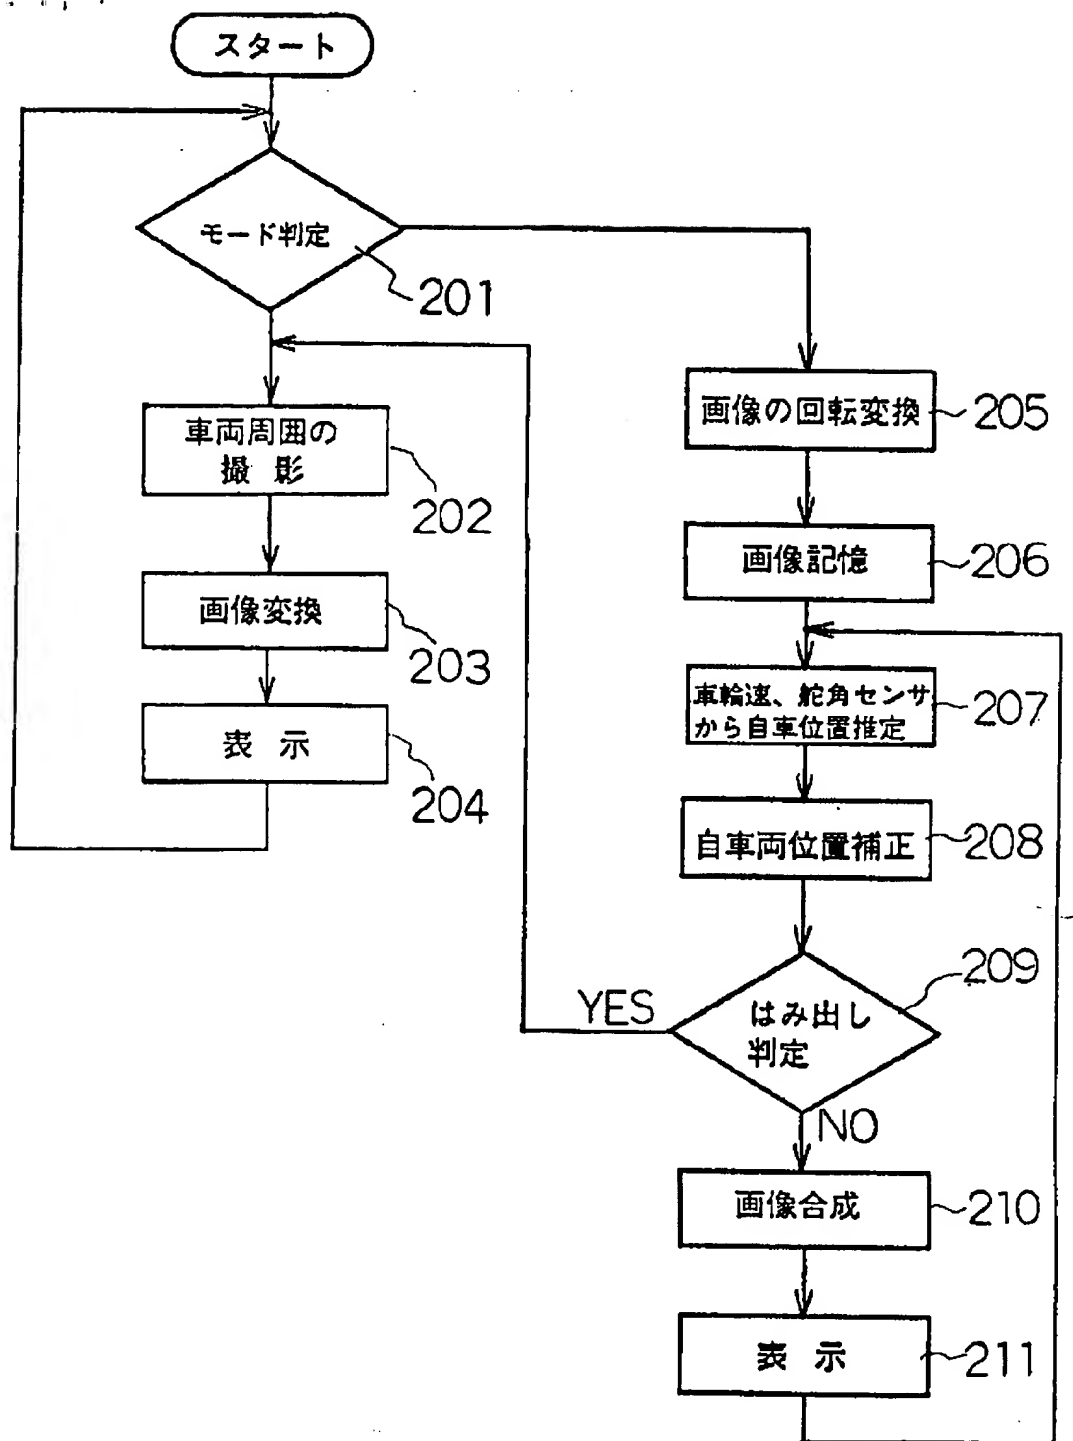 スタート
モード判定
201
車両周囲の
撮 影
202
画像変換
203
表 示
204
画像の回転変換
205
画像記憶
206
車輪速、舵角センサ
から自車位置推定
207
自車両位置補正
208
はみ出し
判定
209
YES
NO
画像合成
210
表 示
211